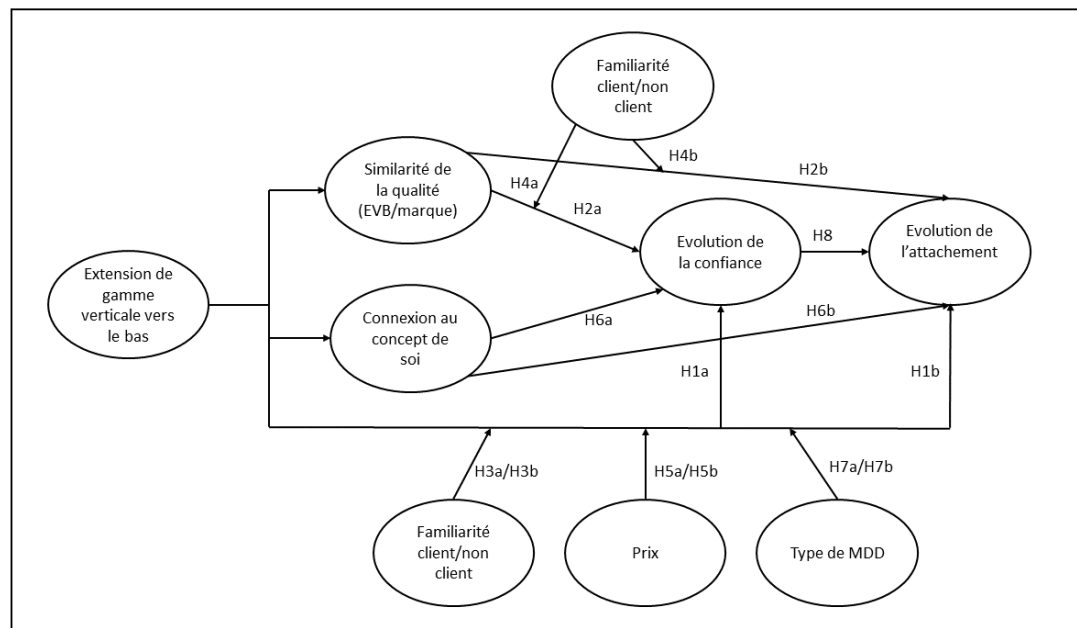 Familiarité
client/non
client
H4b
Similarité de
la qualité
(EVB/marque)
H4a
H2b
H2a
Evolution de
la confiance
H8
Evolution de
l’attachement
Extension de
gamme
verticale vers
le bas
Connexion au
concept de
soi
H6a
H6b
H1a
H1b
H3a/H3b
H5a/H5b
H7a/H7b
Familiarité
client/non
client
Prix
Type de MDD